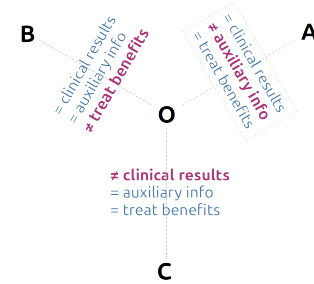 B
= clinical results
= auxiliary info
≠ treat benefits
A
= clinical results
≠ auxiliary info
= treat benefits
O
≠ clinical results
= auxiliary info
= treat benefits
C